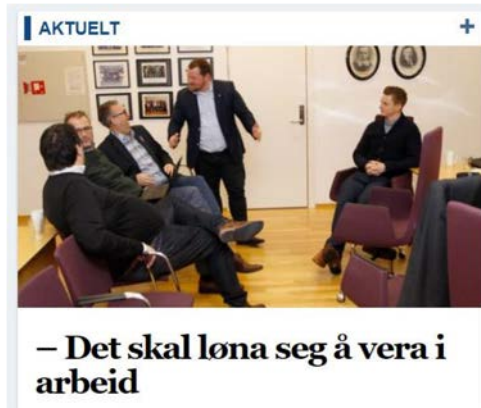 AKTUELT
– Det skal løna seg å vera i
arbeid